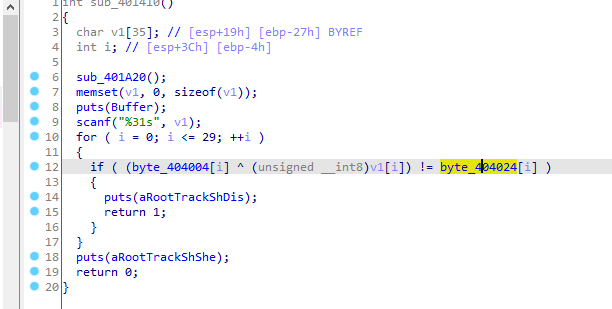 1 int sub_401410()
2 {
3 char v1[35]; // [esp+19h] [ebp-27h] BYREF
4 int i; // [esp+3Ch] [ebp-4h]
5
6 sub_401A20();
7 memset(v1, 0, sizeof(v1));
8 puts(Buffer);
9 scanf("%31s", v1);
10 for ( i = 0; i <= 29; ++i )
11 {
12 if ( (byte_404004[i] ^ (unsigned __int8)v1[i]) != byte_404024[i] )
13 {
14 puts(aRootTrackShDis);
15 return 1;
16 }
17 }
18 puts(aRootTrackShShe);
19 return 0;
20 }